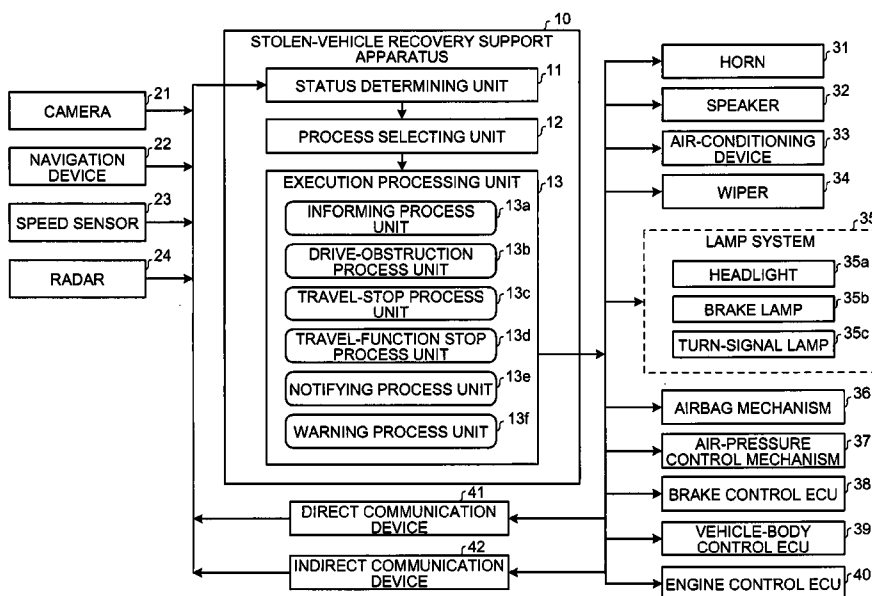 10
STOLEN-VEHICLE RECOVERY SUPPORT
APPARATUS
11
STATUS DETERMINING UNIT
12
PROCESS SELECTING UNIT
13
EXECUTION PROCESSING UNIT
13a
INFORMING PROCESS
UNIT
13b
DRIVE-OBSTRUCTION
PROCESS UNIT
13c
TRAVEL-STOP PROCESS
UNIT
13d
TRAVEL-FUNCTION STOP
PROCESS UNIT
13e
NOTIFYING PROCESS UNIT
13f
WARNING PROCESS UNIT
21
CAMERA
22
NAVIGATION
DEVICE
23
SPEED SENSOR
24
RADAR
41
DIRECT COMMUNICATION
DEVICE
42
INDIRECT COMMUNICATION
DEVICE
31
HORN
32
SPEAKER
33
AIR-CONDITIONING
DEVICE
34
WIPER
35
LAMP SYSTEM
35a
HEADLIGHT
35b
BRAKE LAMP
35c
TURN-SIGNAL LAMP
36
AIRBAG MECHANISM
37
AIR-PRESSURE
CONTROL MECHANISM
38
BRAKE CONTROL ECU
39
VEHICLE-BODY
CONTROL ECU
40
ENGINE CONTROL ECU